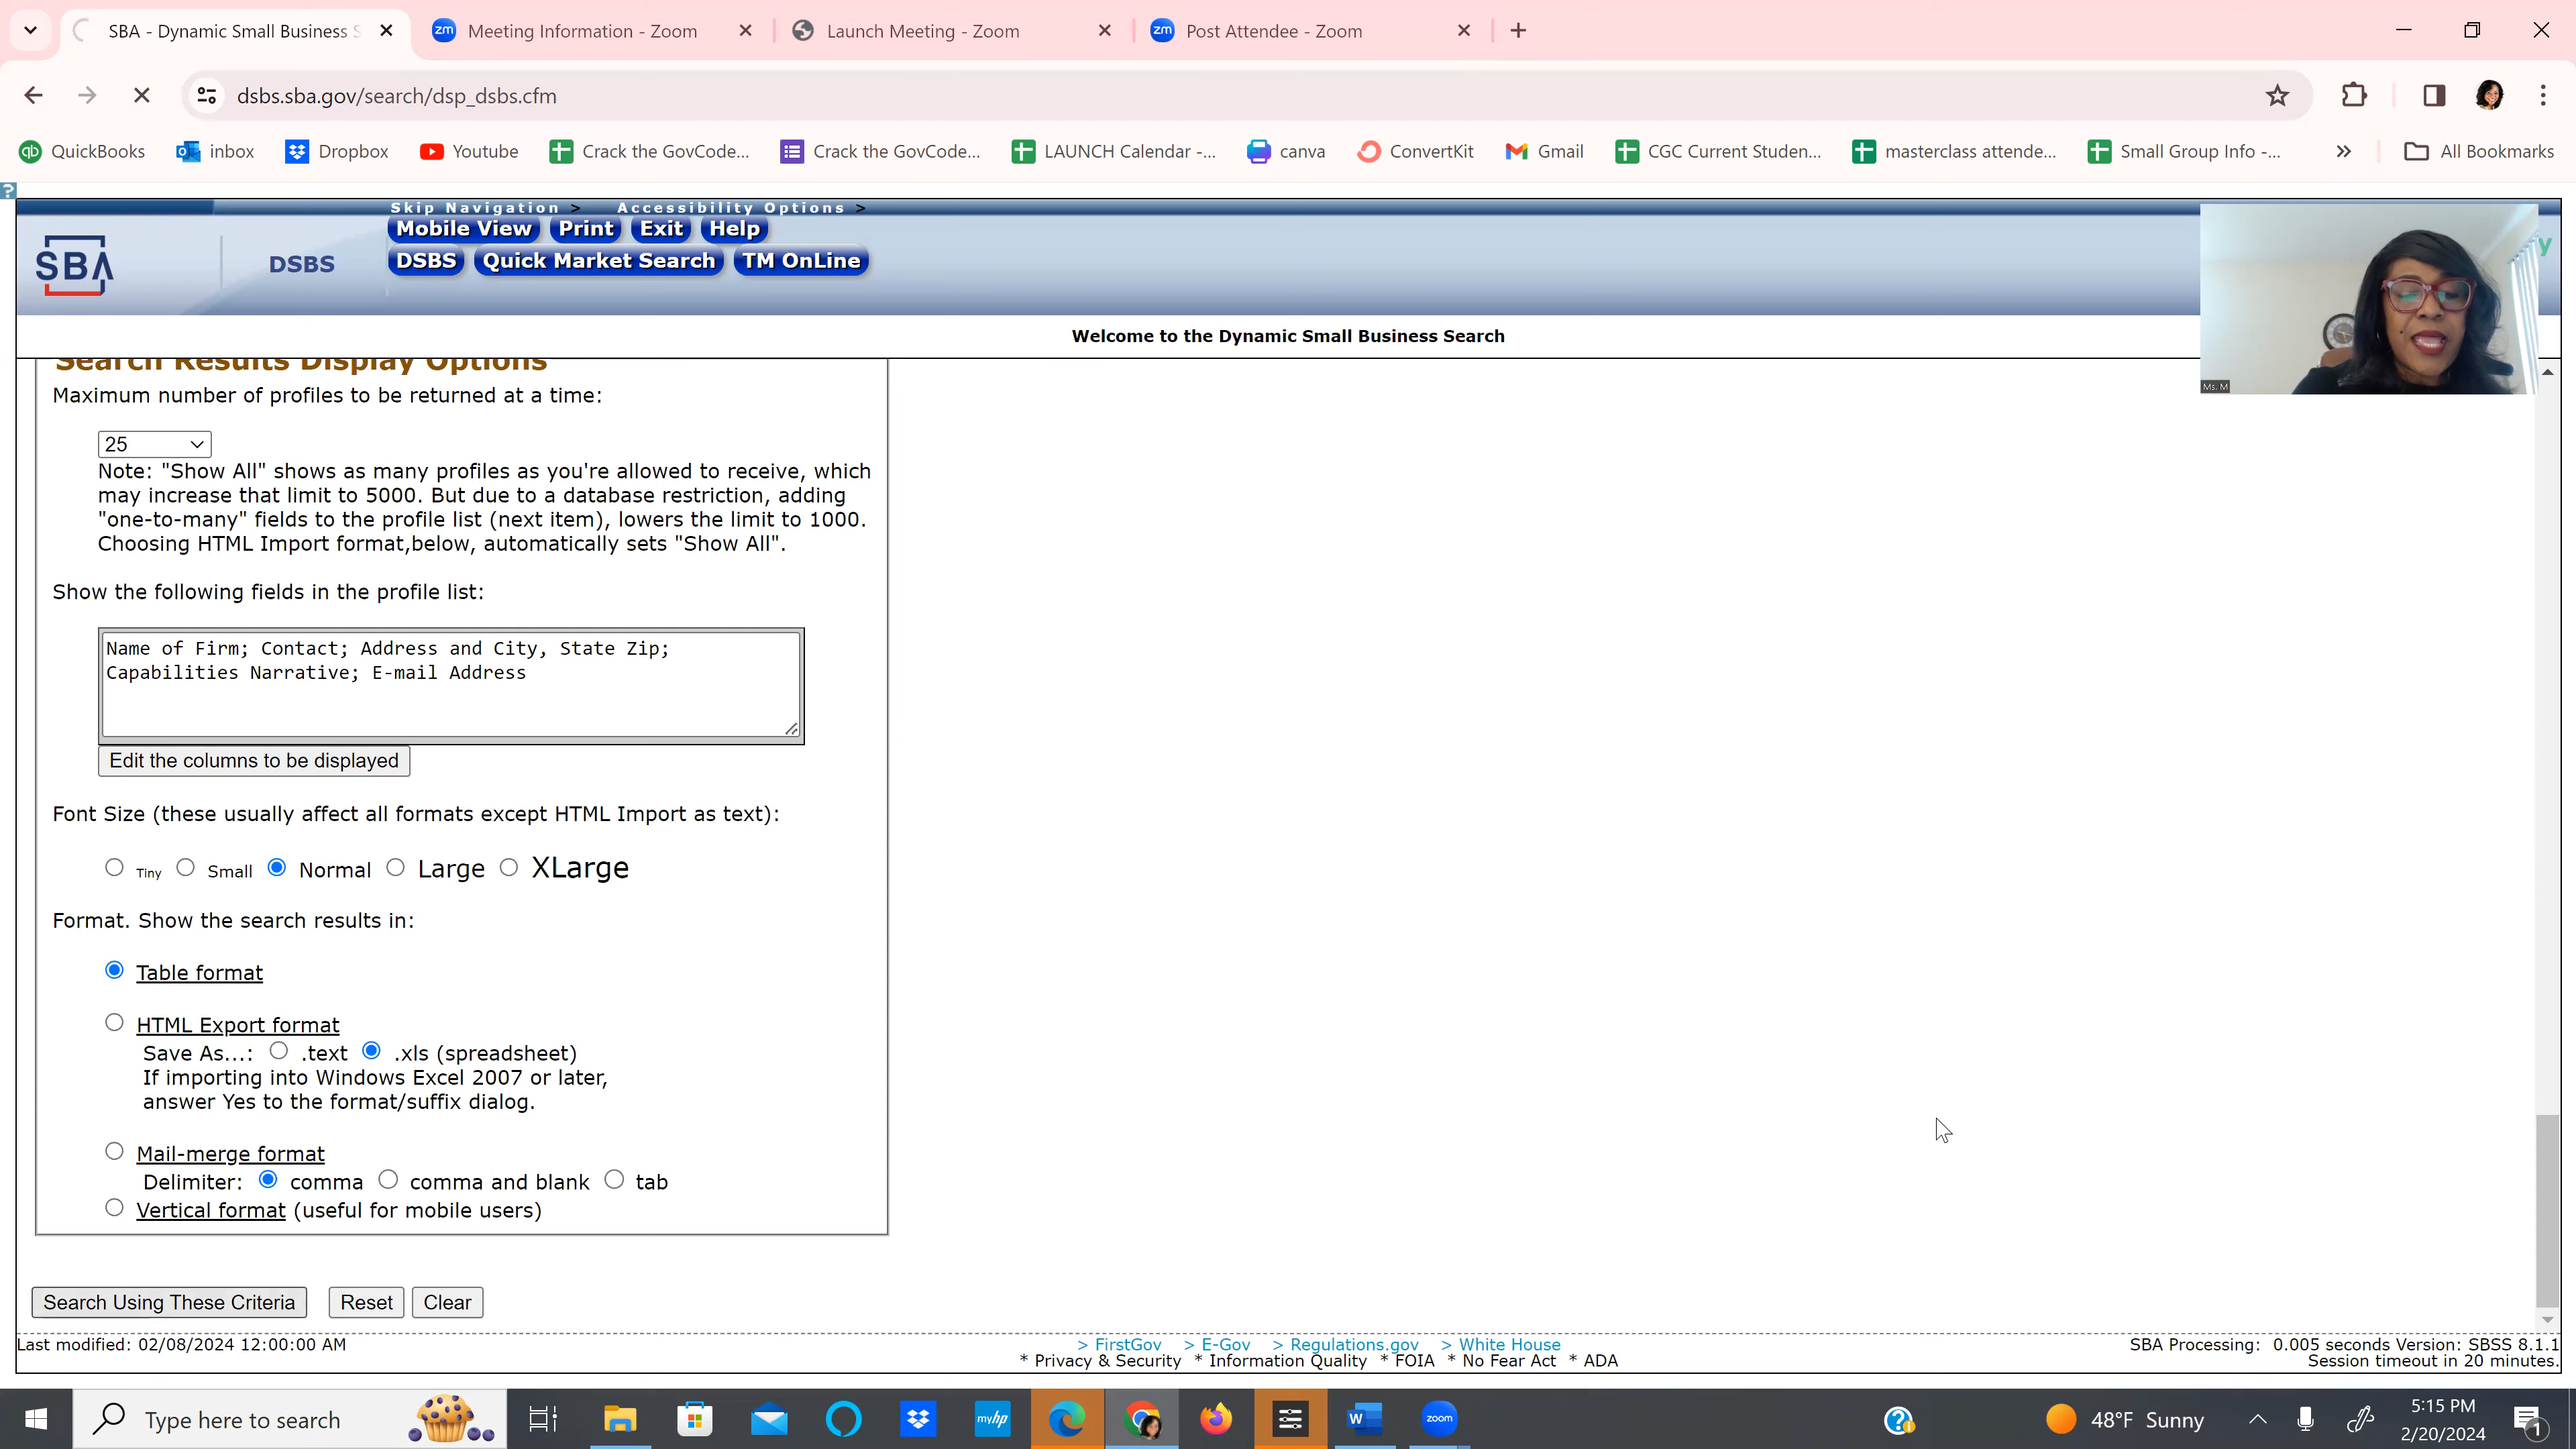 SBA - Dynamic Small Business S
Meeting Information - Zoom
Launch Meeting - Zoom
Post Attendee - Zoom
dsbs.sba.gov/search/dsp_dsbs.cfm
QuickBooks
inbox
Dropbox
Youtube
Crack the GovCode...
Crack the GovCode...
LAUNCH Calendar -...
canva
ConvertKit
Gmail
CGC Current Studen...
masterclass attende...
Small Group Info -...
All Bookmarks
Skip Navigation > Accessibility Options >
Mobile View Print Exit Help
SBA
DSBS
DSBS Quick Market Search TM OnLine
y
Ms. M
Welcome to the Dynamic Small Business Search
Search Results Display Options
Maximum number of profiles to be returned at a time:
25
Note: "Show All" shows as many profiles as you're allowed to receive, which
may increase that limit to 5000. But due to a database restriction, adding
"one-to-many" fields to the profile list (next item), lowers the limit to 1000.
Choosing HTML Import format,below, automatically sets "Show All".
Show the following fields in the profile list:
Name of Firm; Contact; Address and City, State Zip;
Capabilities Narrative; E-mail Address
Edit the columns to be displayed
Font Size (these usually affect all formats except HTML Import as text):
Tiny Small Normal Large XLarge
Format. Show the search results in:
Table format
HTML Export format
Save As...: .text .xls (spreadsheet)
If importing into Windows Excel 2007 or later,
answer Yes to the format/suffix dialog.
Mail-merge format
Delimiter: comma comma and blank tab
Vertical format (useful for mobile users)
Search Using These Criteria Reset Clear
Last modified: 02/08/2024 12:00:00 AM
> FirstGov > E-Gov > Regulations.gov > White House
* Privacy & Security * Information Quality * FOIA * No Fear Act * ADA
SBA Processing: 0.005 seconds Version: SBSS 8.1.1
Session timeout in 20 minutes.
Type here to search
myhp
W
zoom
48°F Sunny
5:15 PM
2/20/2024
1